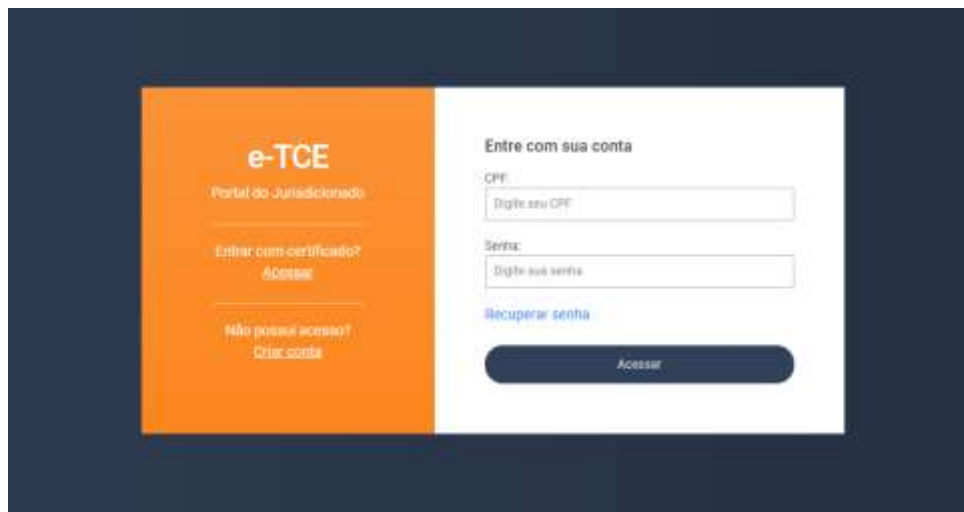 e-TCE
Portal do Jurisdicionado
Entrar com certificado?
Acessar
Não possui acesso?
Criar conta
Entre com sua conta
CPF:
Digite seu CPF
Senha:
Digite sua senha
Recuperar senha
Acessar